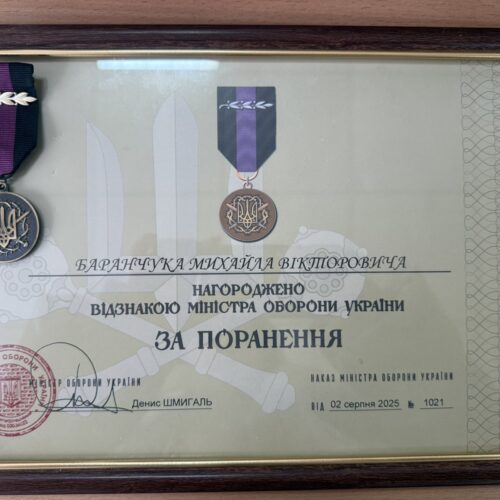 БАРАНЧУКА МИХАЙЛА ВІКТОРОВИЧА
НАГОРОДЖЕНО
ВІДЗНАКОЮ МІНІСТРА ОБОРОНИ УКРАЇНИ
ЗА ПОРАНЕННЯ
МІНІСТР ОБОРОНИ УКРАЇНИ
Денис ШМИГАЛЬ
НАКАЗ МІНІСТРА ОБОРОНИ УКРАЇНИ
ВІД 02 серпня 2025 № 1021